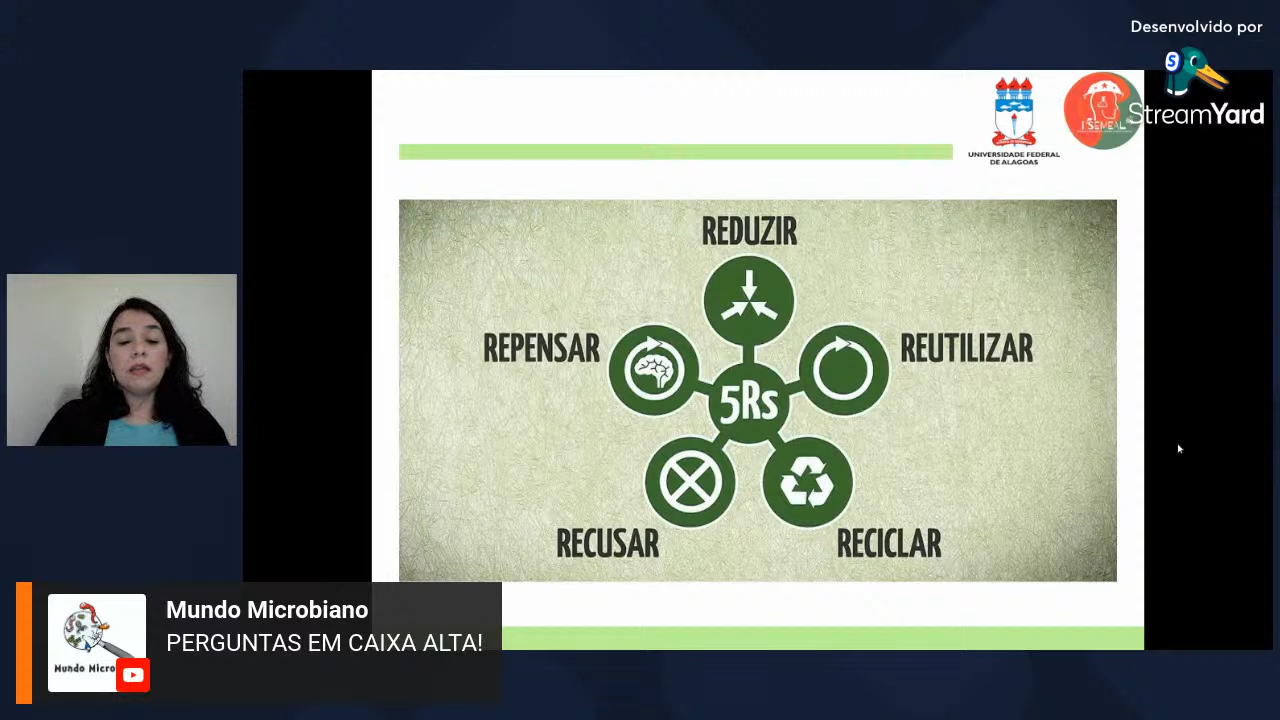 Desenvolvido por
StreamYard
UNIVERSIDADE FEDERAL
DE ALAGOAS
I SEMEAL
REDUZIR
REPENSAR
REUTILIZAR
5Rs
RECUSAR
RECICLAR
Mundo Microbiano
PERGUNTAS EM CAIXA ALTA!
Mundo Micro